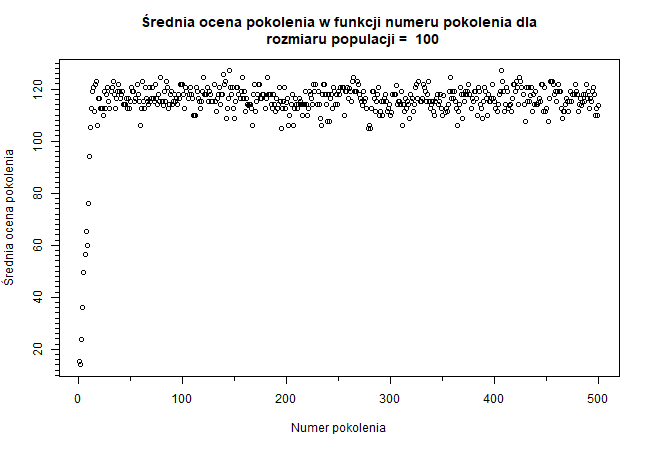 Średnia ocena pokolenia w funkcji numeru pokolenia dla
rozmiaru populacji = 100
Średnia ocena pokolenia
120
100
80
60
40
20
0 100 200 300 400 500
Numer pokolenia